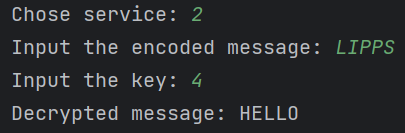 Chose service: 2
Input the encoded message: LIPPS
Input the key: 4
Decrypted message: HELLO